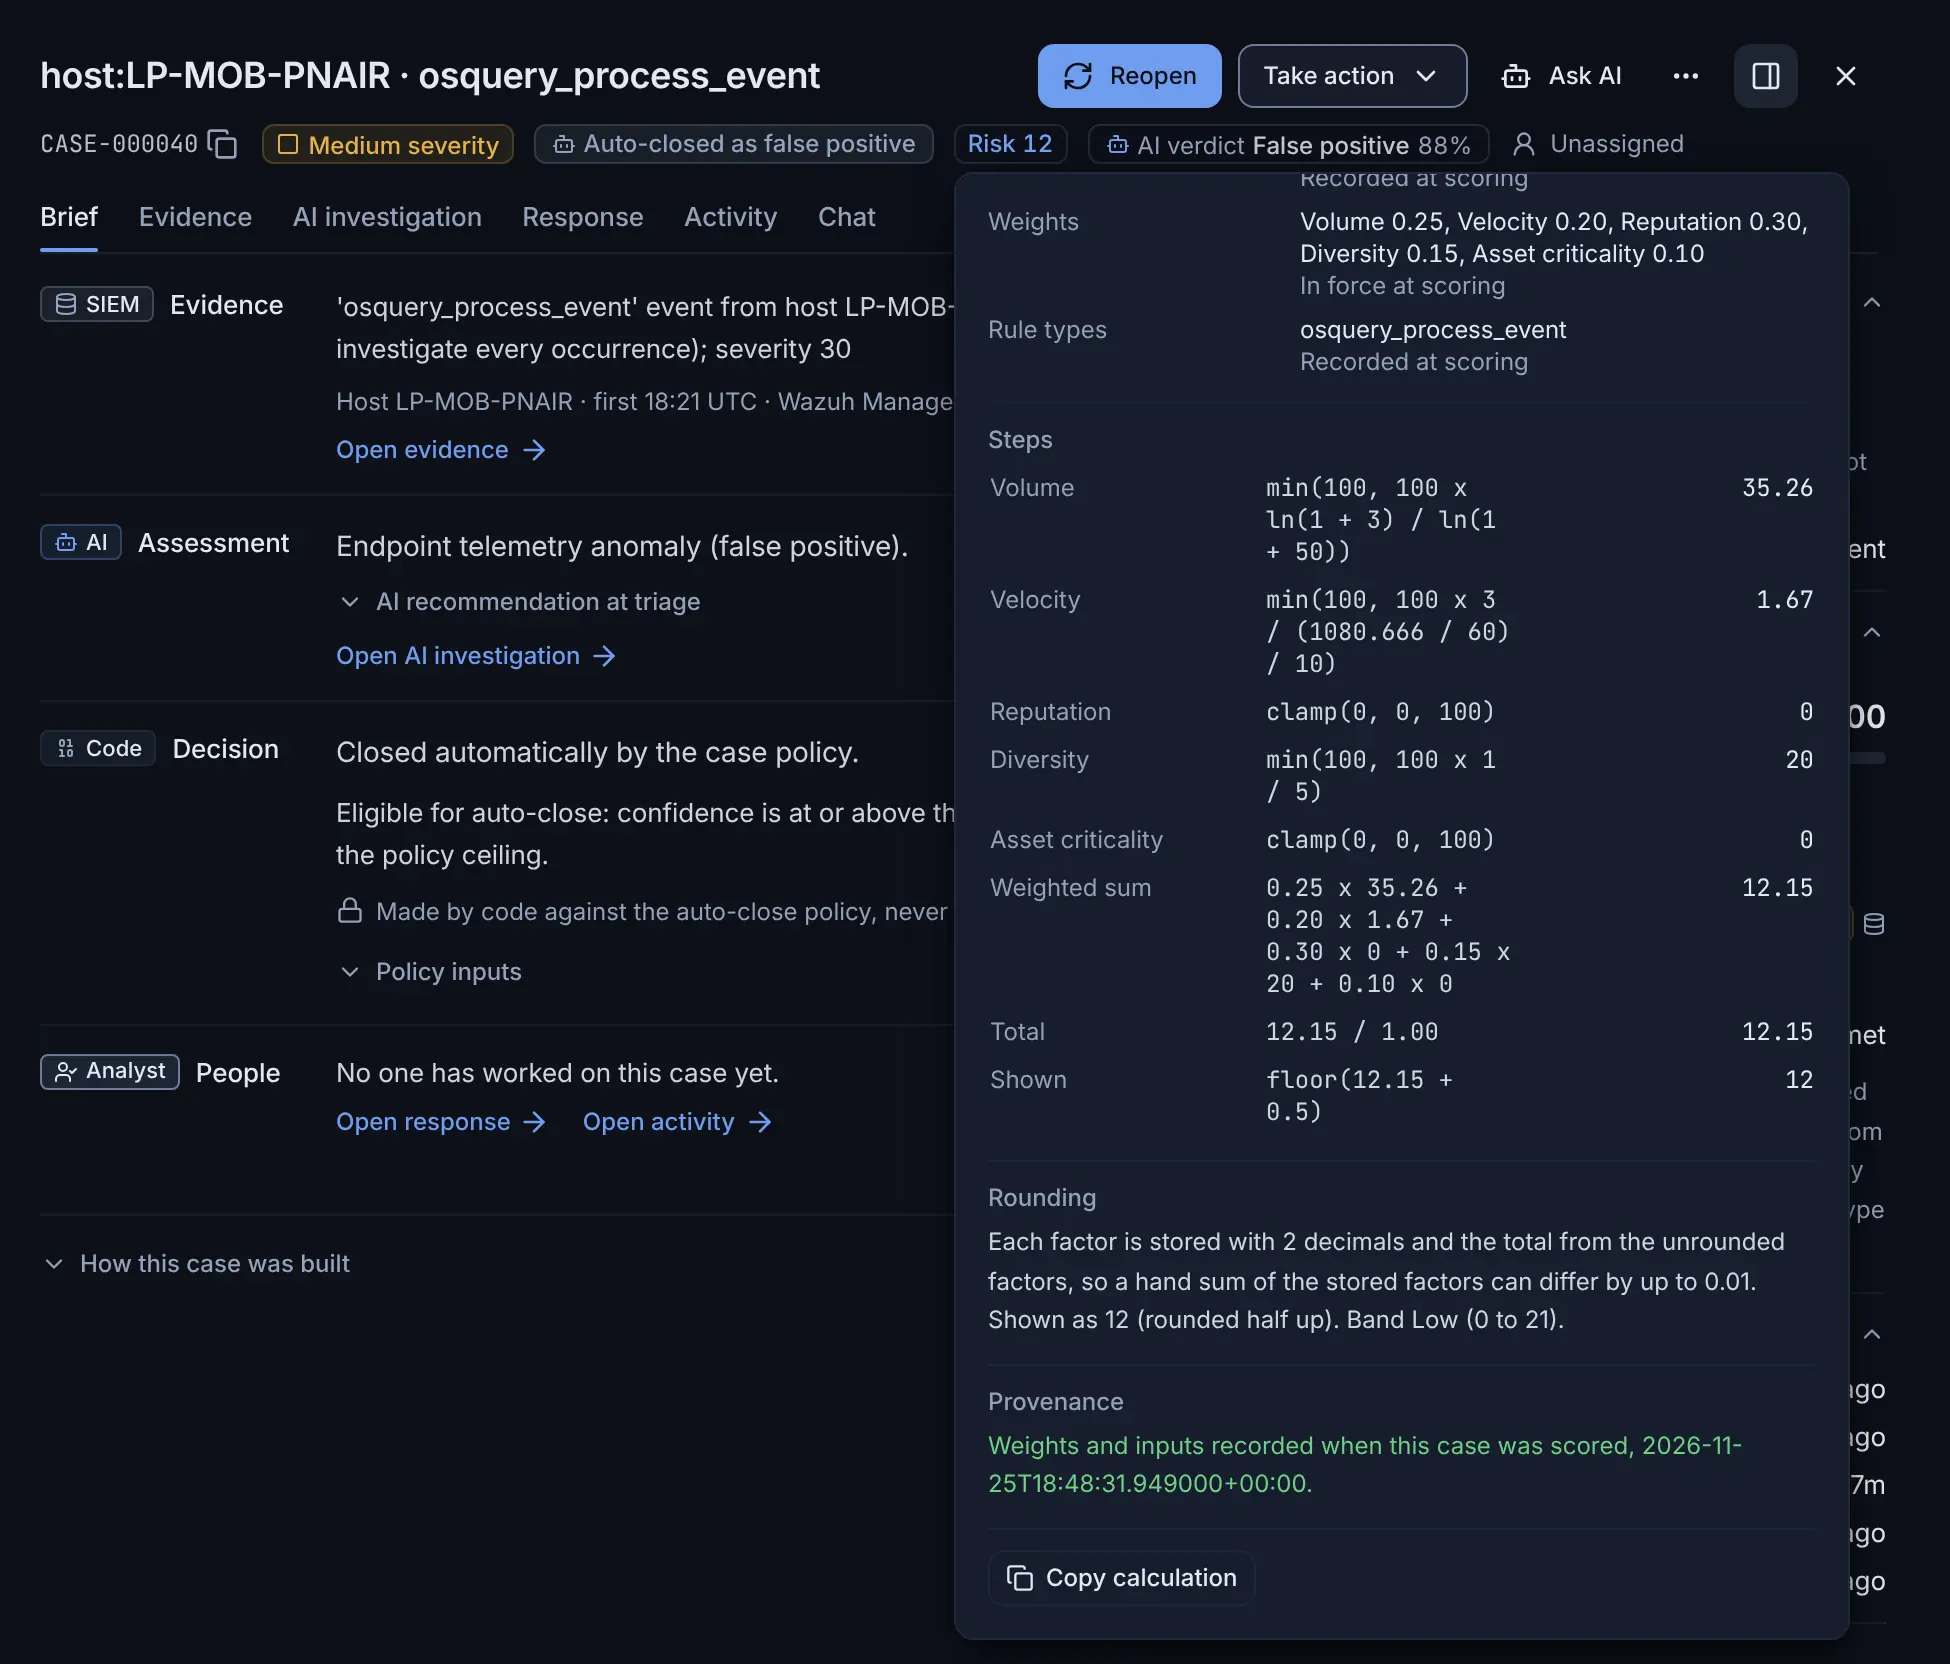 host:LP-MOB-PNAIR · osquery_process_event
Reopen
Take action
Ask AI
CASE-000040
Medium severity
Auto-closed as false positive
Risk 12
AI verdict False positive 88%
Unassigned
Brief
Evidence
AI investigation
Response
Activity
Chat
SIEM
Evidence
'osquery_process_event' event from host LP-MOB-
investigate every occurrence); severity 30
Host LP-MOB-PNAIR · first 18:21 UTC · Wazuh Manage
Open evidence →
AI
Assessment
Endpoint telemetry anomaly (false positive).
AI recommendation at triage
Open AI investigation →
Code
Decision
Closed automatically by the case policy.
Eligible for auto-close: confidence is at or above th
the policy ceiling.
Made by code against the auto-close policy, never
Policy inputs
Analyst
People
No one has worked on this case yet.
Open response →
Open activity →
How this case was built
Recorded at scoring
Weights
Volume 0.25, Velocity 0.20, Reputation 0.30,
Diversity 0.15, Asset criticality 0.10
In force at scoring
Rule types
osquery_process_event
Recorded at scoring
Steps
Volume
min(100, 100 x
ln(1 + 3) / ln(1
+ 50))
35.26
Velocity
min(100, 100 x 3
/ (1080.666 / 60)
/ 10)
1.67
Reputation
clamp(0, 0, 100)
0
Diversity
min(100, 100 x 1
/ 5)
20
Asset criticality
clamp(0, 0, 100)
0
Weighted sum
0.25 x 35.26 +
0.20 x 1.67 +
0.30 x 0 + 0.15 x
20 + 0.10 x 0
12.15
Total
12.15 / 1.00
12.15
Shown
floor(12.15 +
0.5)
12
Rounding
Each factor is stored with 2 decimals and the total from the unrounded
factors, so a hand sum of the stored factors can differ by up to 0.01.
Shown as 12 (rounded half up). Band Low (0 to 21).
Provenance
Weights and inputs recorded when this case was scored, 2026-11-
25T18:48:31.949000+00:00.
Copy calculation
ent
00
met
ed
om
y
ype
ago
ago
7m
ago
ago